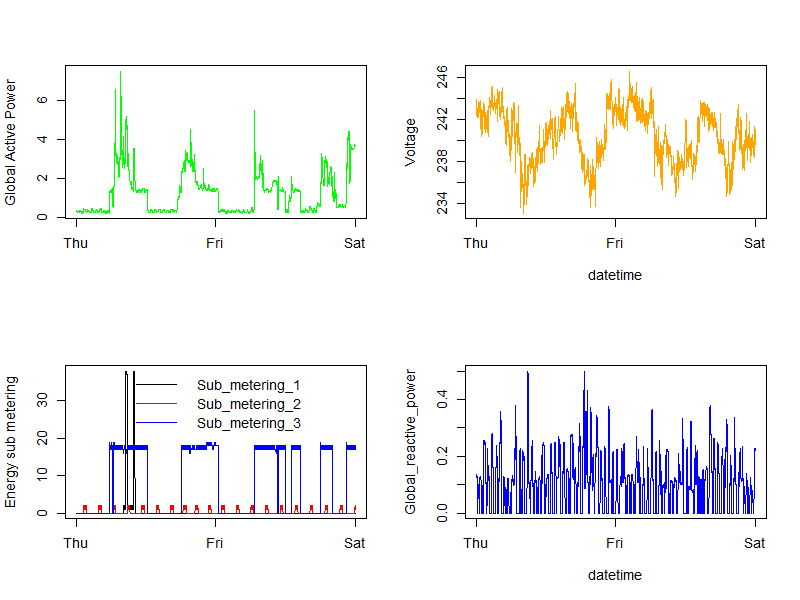 Global Active Power
6
4
2
0
Thu
Fri
Sat
Voltage
246
242
238
234
Thu
Fri
Sat
datetime
Energy sub metering
30
20
10
0
Sub_metering_1
Sub_metering_2
Sub_metering_3
Thu
Fri
Sat
Global_reactive_power
0.4
0.2
0.0
Thu
Fri
Sat
datetime